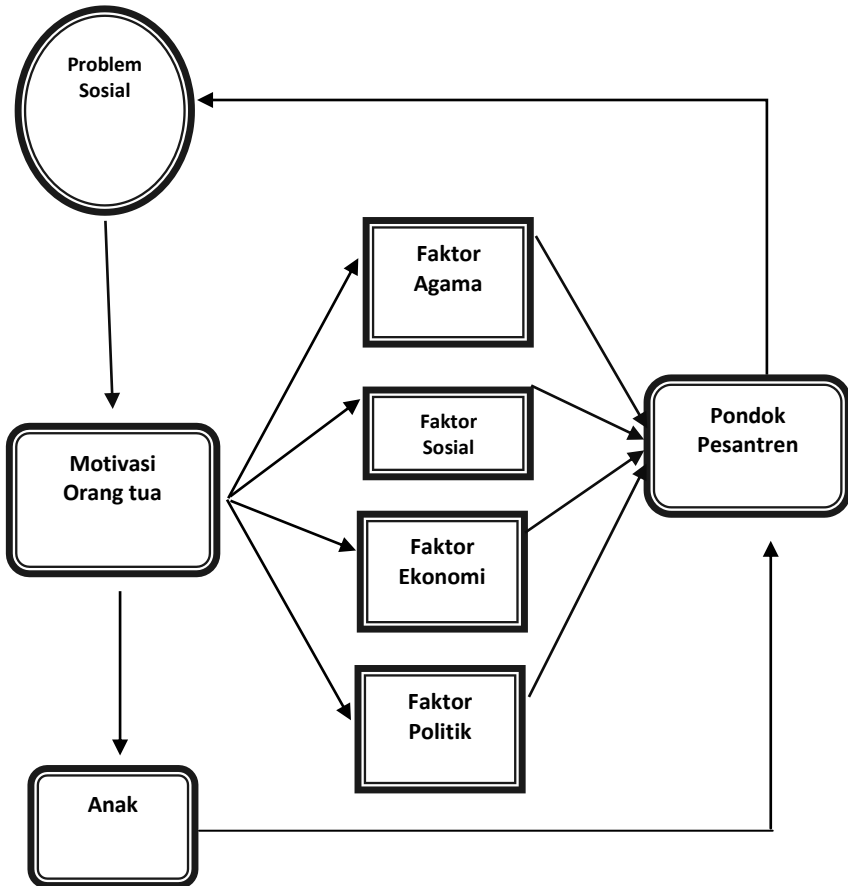 Problem
Sosial
Faktor
Agama
Faktor
Sosial
Pondok
Pesantren
Motivasi
Orang tua
Faktor
Ekonomi
Faktor
Politik
Anak